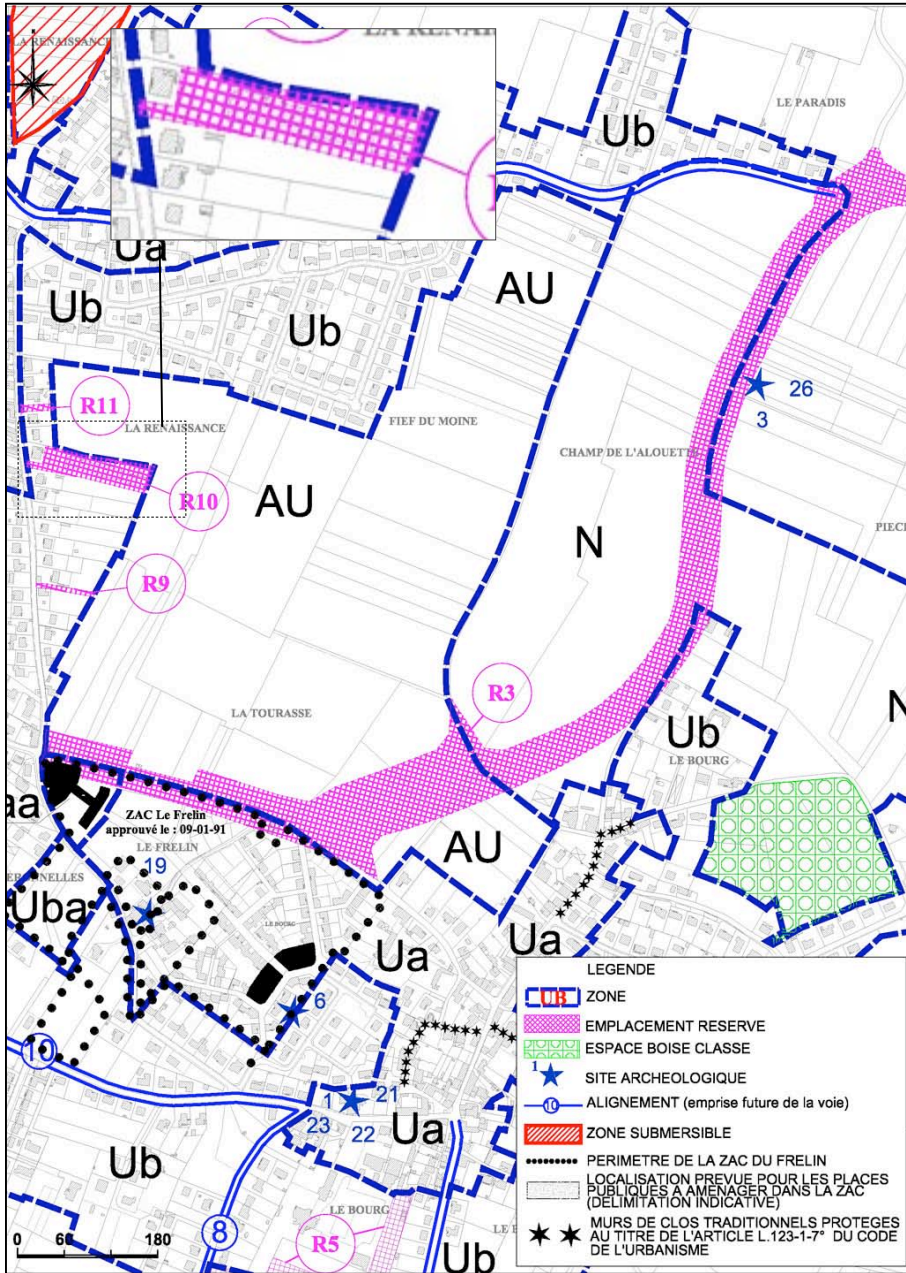 LA RENAISSANCE
LE PARADIS
Ub
Ua
AU
Ub
Ub
R11
LA RENAISSANCE
FIEF DU MOINE
26
3
CHAMP DE L'ALOUETTE
R10
AU
N
R9
R3
LA TOURASSE
Ub
LE BOURG
N
ZAC Le Frelin
approuvé le : 09-01-91
LE FRELIN
19
AU
Uba
LE BOURG
Ua
Ua
6
10
1
21
23
22
Ua
Ub
8
LE BOURG
R5
Ub
0 60 180
LEGENDE
UB ZONE
EMPLACEMENT RESERVE
ESPACE BOISE CLASSE
1 SITE ARCHEOLOGIQUE
10 ALIGNEMENT (emprise future de la voie)
ZONE SUBMERSIBLE
PERIMETRE DE LA ZAC DU FRELIN
LOCALISATION PREVUE POUR LES PLACES
PUBLIQUES A AMENAGER DANS LA ZAC
(DELIMITATION INDICATIVE)
MURS DE CLOS TRADITIONNELS PROTEGES
AU TITRE DE L'ARTICLE L.123-1-7° DU CODE
DE L'URBANISME